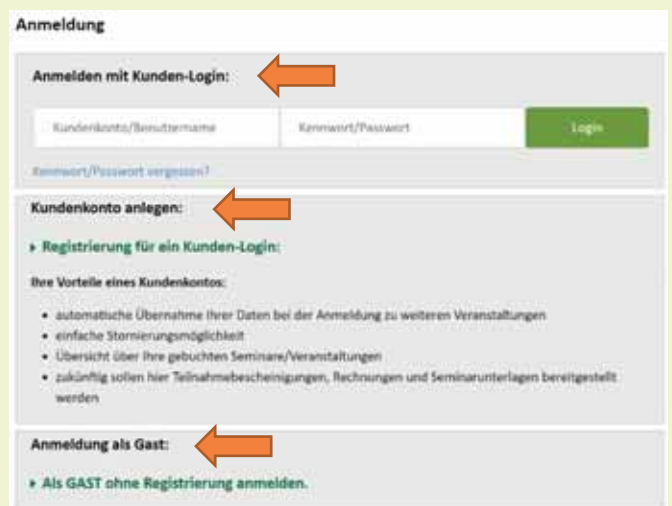 Anmeldung
Anmelden mit Kunden-Login:
Kundenkonto/Benutzername Kennwort/Passwort Login
Kennwort/Passwort vergessen?
Kundenkonto anlegen:
Registrierung für ein Kunden-Login:
Ihre Vorteile eines Kundenkontos:
• automatische Übernahme Ihrer Daten bei der Anmeldung zu weiteren Veranstaltungen
• einfache Stornierungsmöglichkeit
• Übersicht über Ihre gebuchten Seminare/Veranstaltungen
• zukünftig sollen hier Teilnahmebescheinigungen, Rechnungen und Seminarunterlagen bereitgestellt
werden
Anmeldung als Gast:
Als GAST ohne Registrierung anmelden.